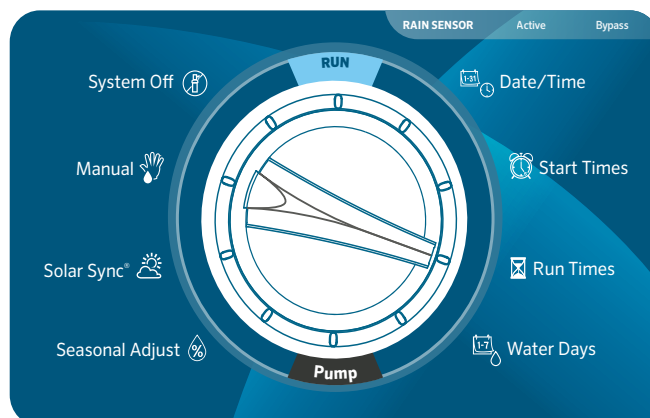 RAIN SENSOR Active Bypass
RUN
System Off
Date/Time
1-31
Manual
Start Times
Solar Sync®
Run Times
Seasonal Adjust %
1-7
Water Days
Pump